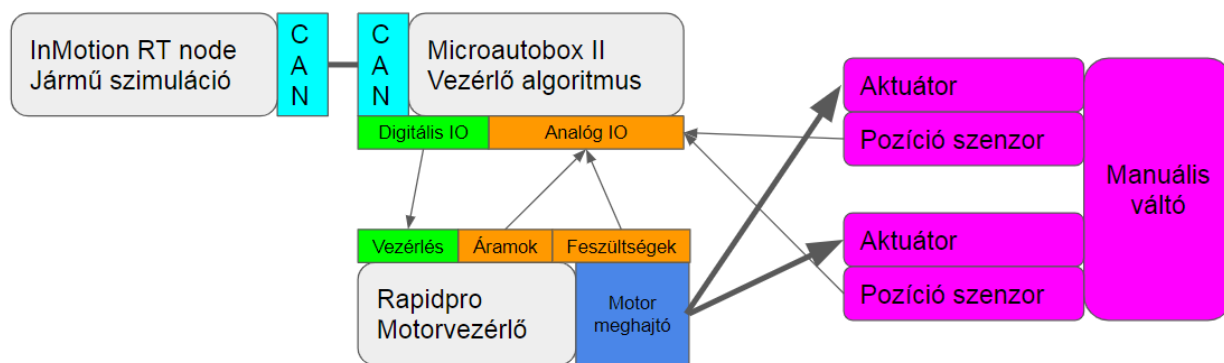 InMotion RT node
Jármű szimuláció
C
A
N
C
A
N
Microautobox II
Vezérlő algoritmus
Digitális IO
Analóg IO
Vezérlés
Áramok
Feszültségek
Rapidpro
Motorvezérlő
Motor
meghajtó
Aktuátor
Pozíció szenzor
Aktuátor
Pozíció szenzor
Manuális
váltó